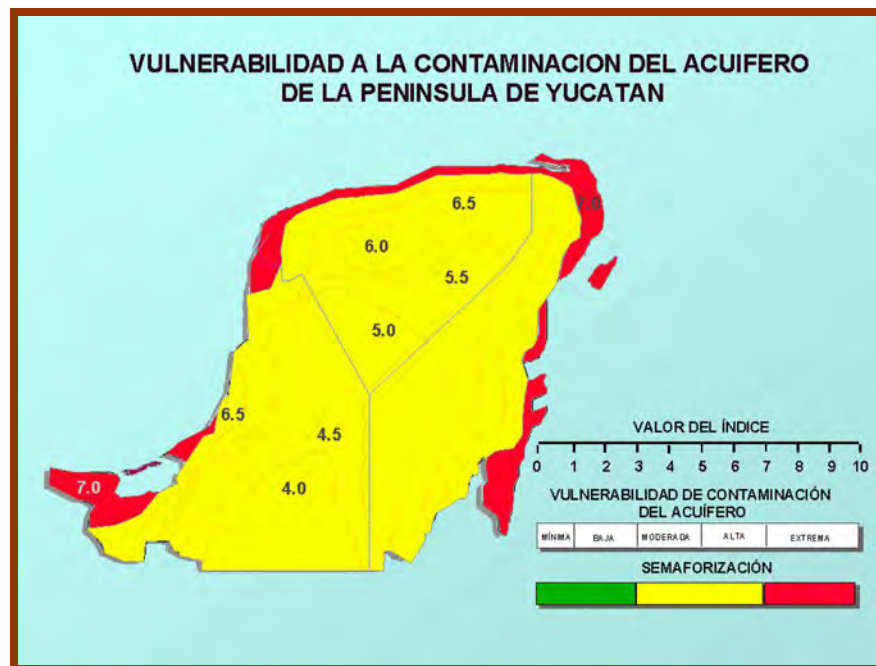 VULNERABILIDAD A LA CONTAMINACION DEL ACUIFERO
DE LA PENINSULA DE YUCATAN
6.5
7.0
6.0
5.5
5.0
6.5
4.5
7.0
4.0
VALOR DEL ÍNDICE
0 1 2 3 4 5 6 7 8 9 10
VULNERABILIDAD DE CONTAMINACIÓN
DEL ACUÍFERO
MÍNIMA BAJA MODERADA ALTA EXTREMA
SEMAFORIZACIÓN